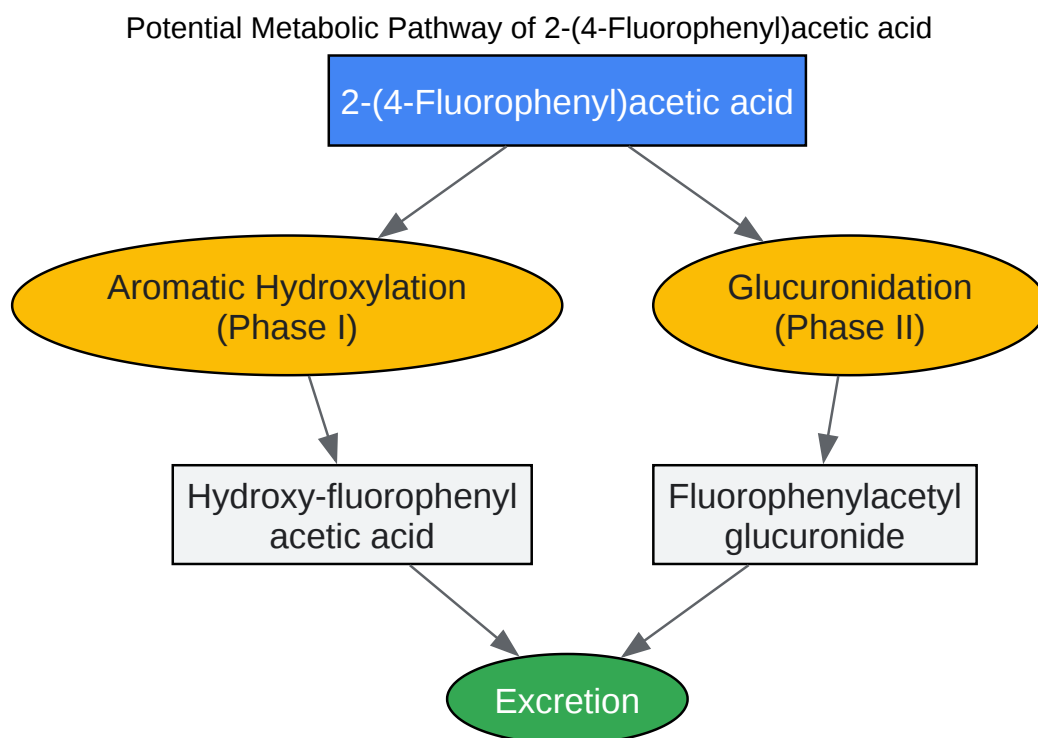 Potential Metabolic Pathway of 2-(4-Fluorophenyl)acetic acid
2-(4-Fluorophenyl)acetic acid
Aromatic Hydroxylation
(Phase I)
Glucuronidation
(Phase II)
Hydroxy-fluorophenyl
acetic acid
Fluorophenylacetyl
glucuronide
Excretion